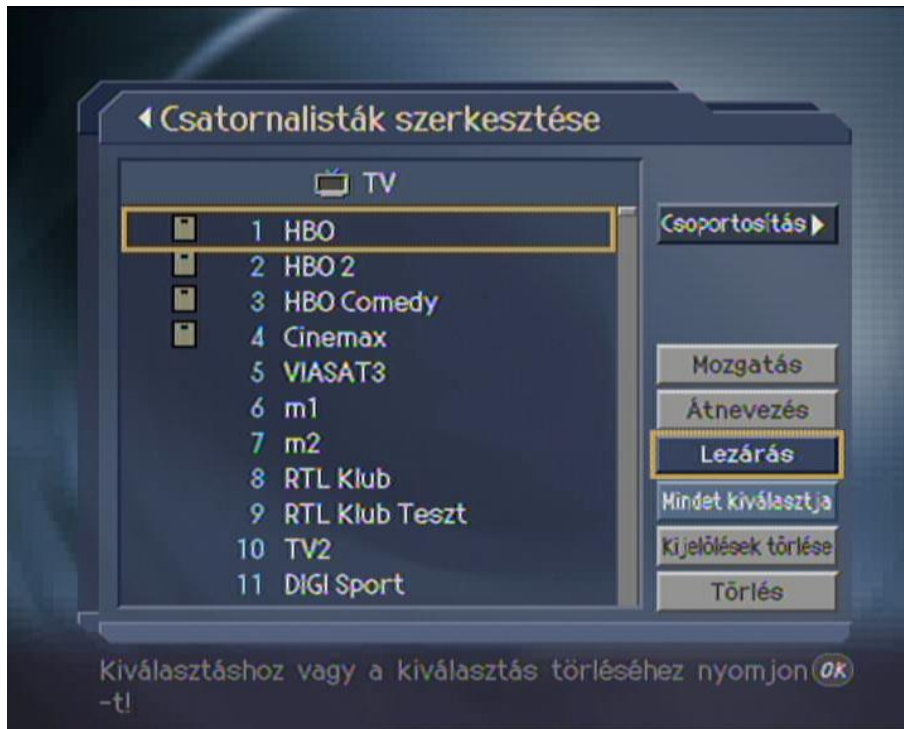 Csatornalisták szerkesztése
TV
1 HBO
2 HBO 2
3 HBO Comedy
4 Cinemax
5 VIASAT3
6 m1
7 m2
8 RTL Klub
9 RTL Klub Teszt
10 TV2
11 DIGI Sport
Csoportosítás
Mozgatás
Átnevezés
Lezárás
Mindet kiválasztja
Kijelölések törlése
Törlés
Kiválasztáshoz vagy a kiválasztás törléséhez nyomjon OK
-t!